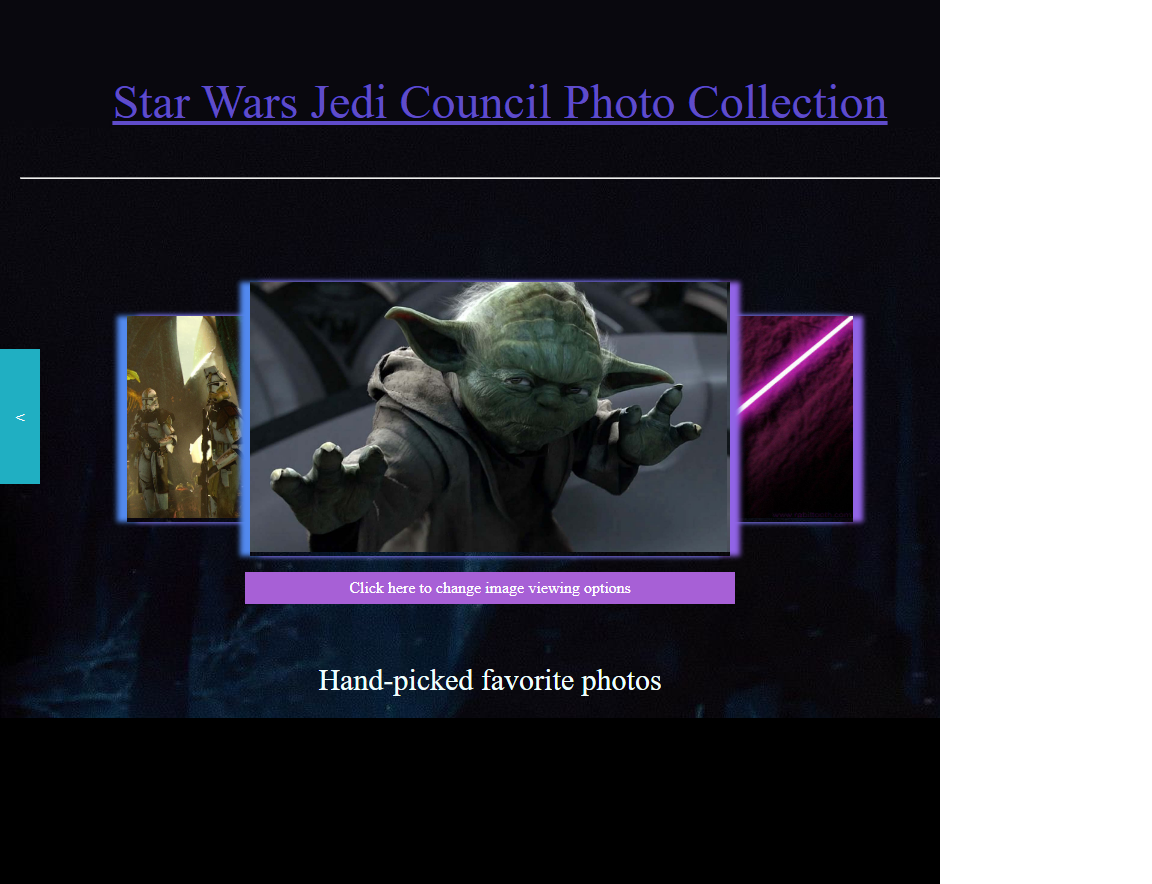 Star Wars Jedi Council Photo Collection
<
Click here to change image viewing options
Hand-picked favorite photos